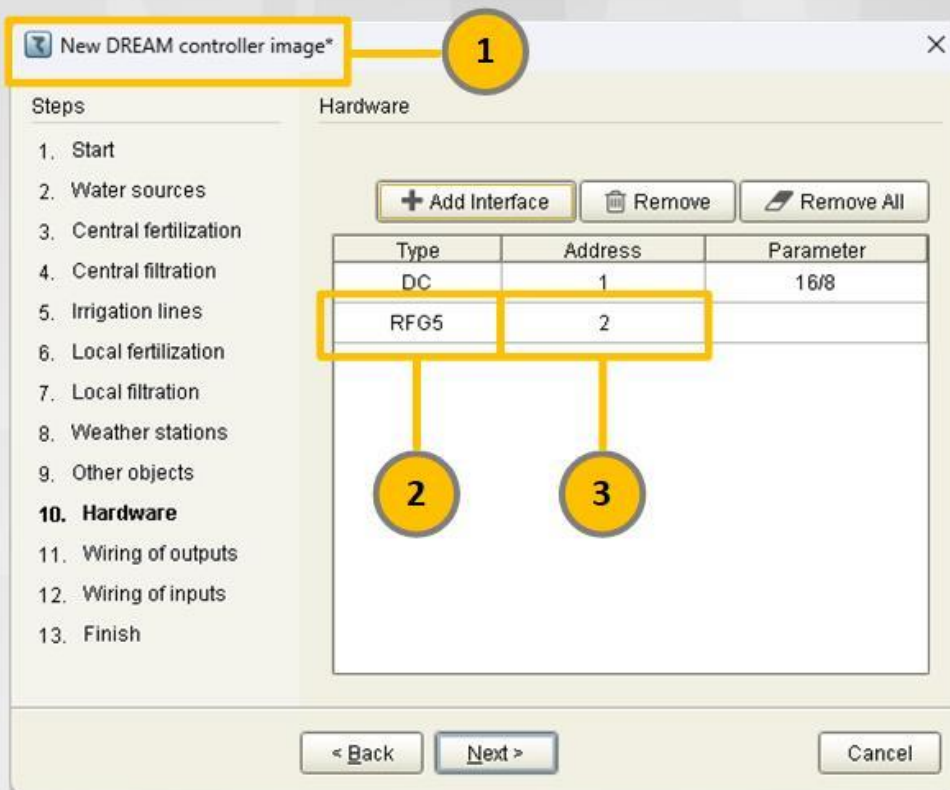 New DREAM controller image*
1
Steps
1. Start
2. Water sources
3. Central fertilization
4. Central filtration
5. Irrigation lines
6. Local fertilization
7. Local filtration
8. Weather stations
9. Other objects
10. Hardware
11. Wiring of outputs
12. Wiring of inputs
13. Finish
Hardware
Add Interface Remove Remove All
Type Address Parameter
DC 1 16/8
RFG5 2
2 3
< Back Next > Cancel